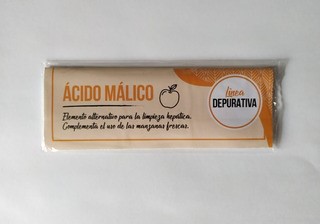 ÁCIDO MÁLICO
Elemento alternativo para la limpieza hepática.
Complementa el uso de las manzanas frescas.
Línea
DEPURATIVA